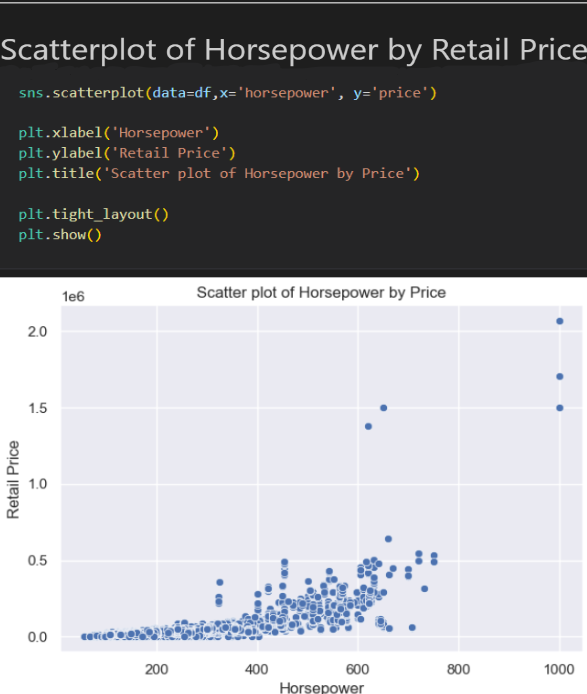 Scatterplot of Horsepower by Retail Price
sns.scatterplot(data=df,x='horsepower', y='price')
plt.xlabel('Horsepower')
plt.ylabel('Retail Price')
plt.title('Scatter plot of Horsepower by Price')
plt.tight_layout()
plt.show()
Scatter plot of Horsepower by Price
1e6
2.0
1.5
1.0
0.5
0.0
Retail Price
200 400 600 800 1000
Horsepower